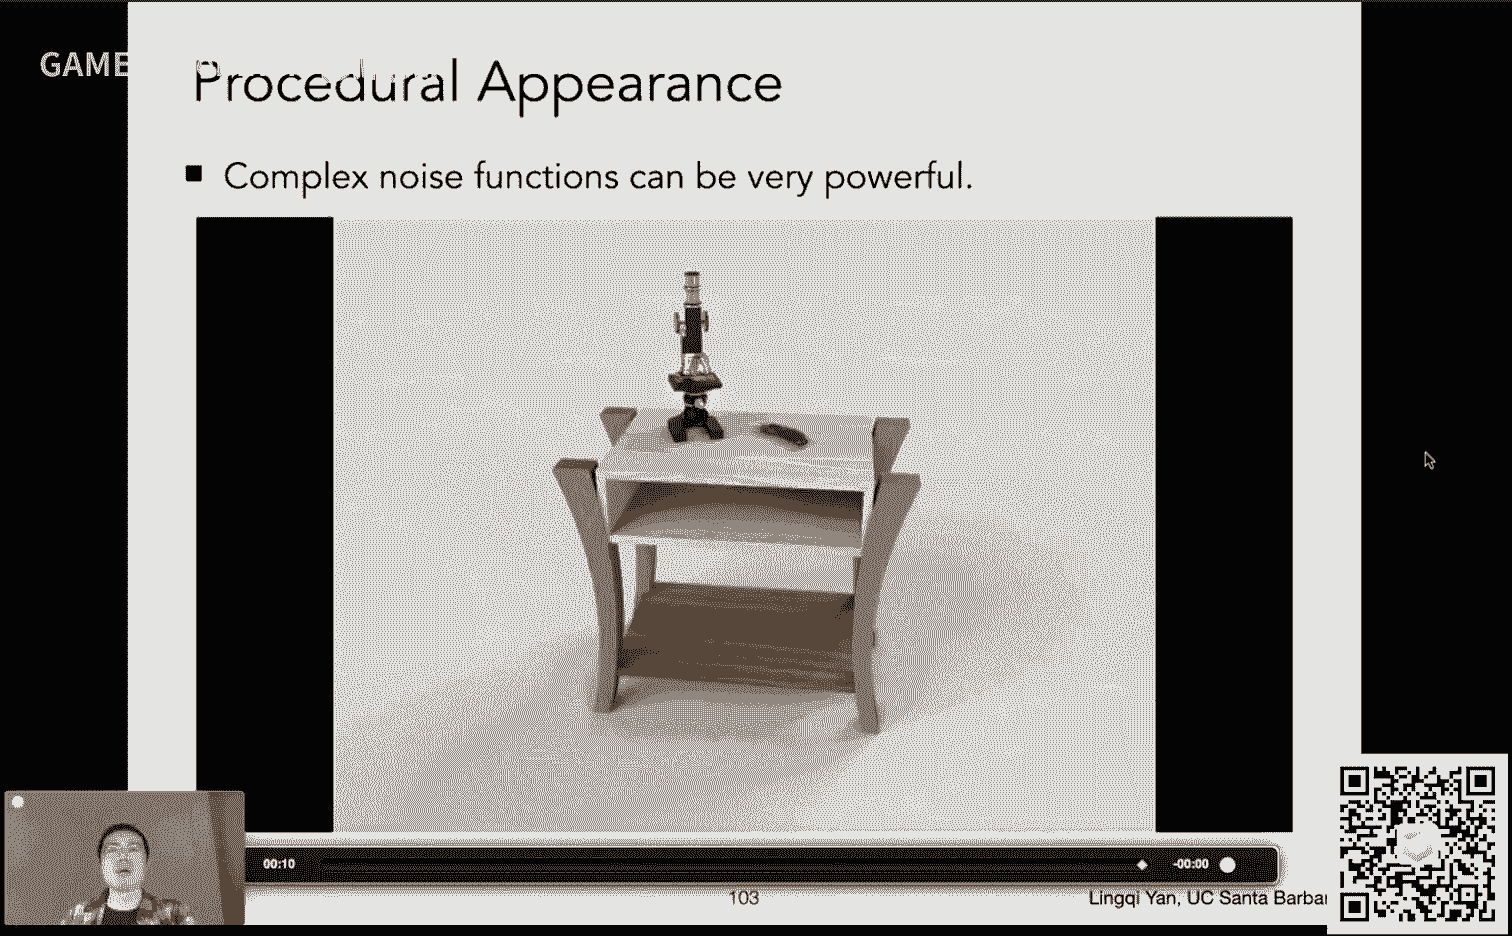 GAME
Procedural Appearance
■ Complex noise functions can be very powerful.
00:10
-00:00
103
Lingqi Yan, UC Santa Barba